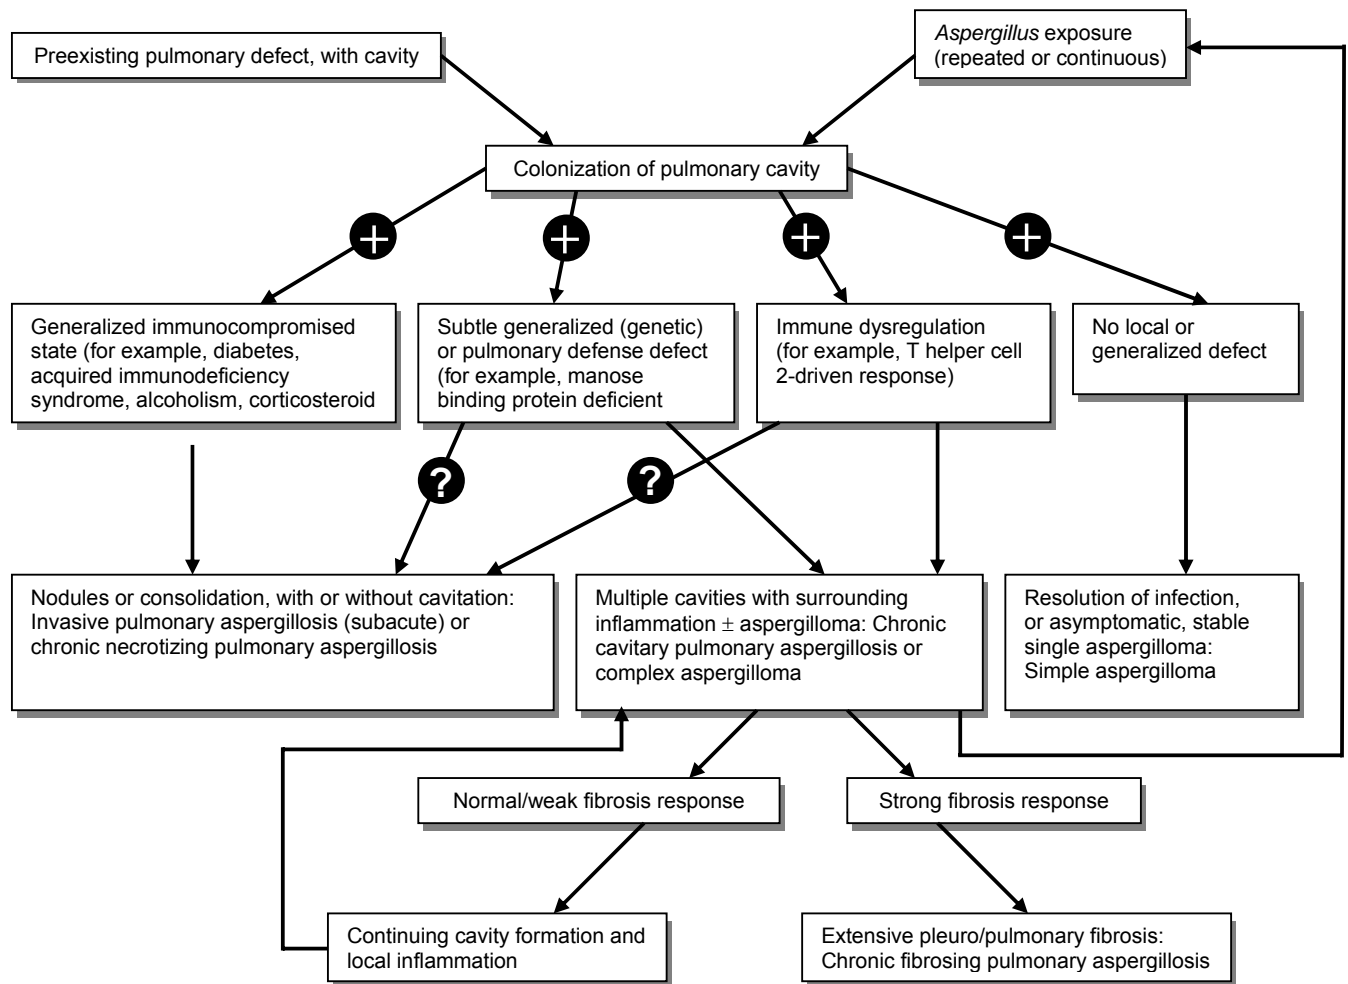 Preexisting pulmonary defect, with cavity
Aspergillus exposure
(repeated or continuous)
Colonization of pulmonary cavity
+
+
+
+
Generalized immunocompromised
state (for example, diabetes,
acquired immunodeficiency
syndrome, alcoholism, corticosteroid
Subtle generalized (genetic)
or pulmonary defense defect
(for example, manose
binding protein deficient
Immune dysregulation
(for example, T helper cell
2-driven response)
No local or
generalized defect
?
?
Nodules or consolidation, with or without cavitation:
Invasive pulmonary aspergillosis (subacute) or
chronic necrotizing pulmonary aspergillosis
Multiple cavities with surrounding
inflammation ± aspergilloma: Chronic
cavitary pulmonary aspergillosis or
complex aspergilloma
Resolution of infection,
or asymptomatic, stable
single aspergilloma:
Simple aspergilloma
Normal/weak fibrosis response
Strong fibrosis response
Continuing cavity formation and
local inflammation
Extensive pleuro/pulmonary fibrosis:
Chronic fibrosing pulmonary aspergillosis